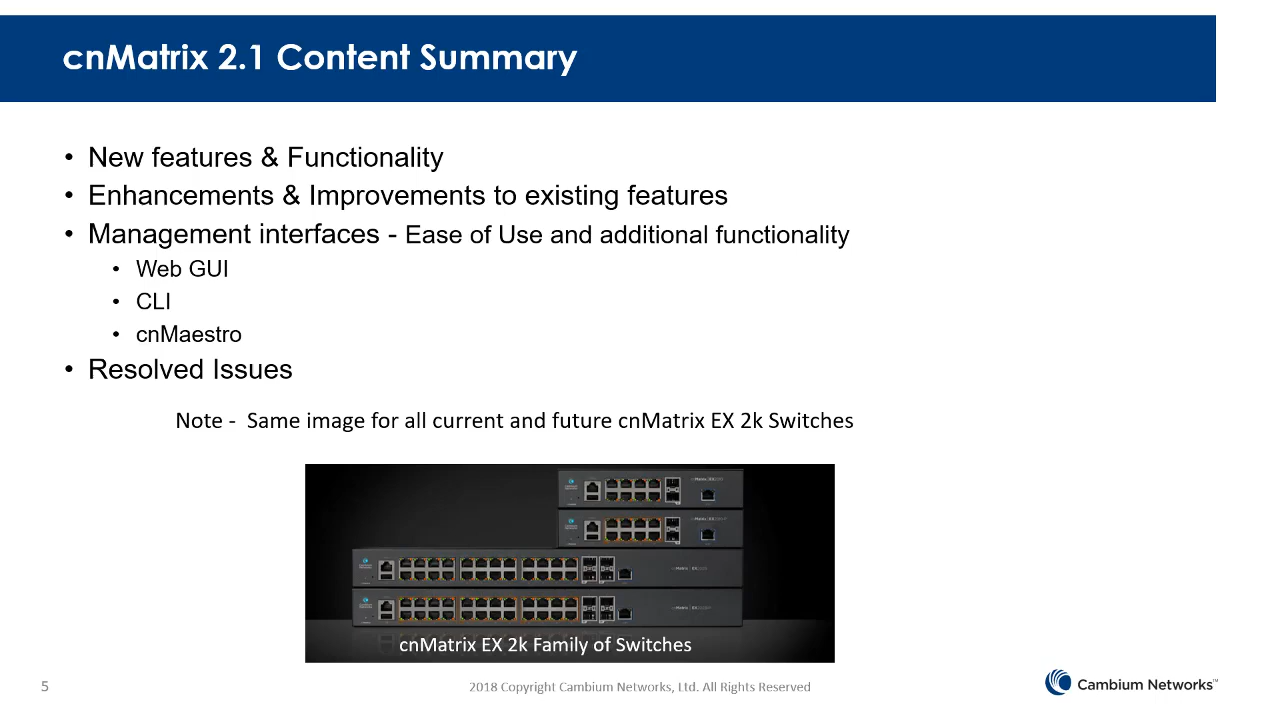 cnMatrix 2.1 Content Summary
• New features & Functionality
• Enhancements & Improvements to existing features
• Management interfaces - Ease of Use and additional functionality
• Web GUI
• CLI
• cnMaestro
• Resolved Issues
Note - Same image for all current and future cnMatrix EX 2k Switches
cnMatrix EX 2k Family of Switches
5
2018 Copyright Cambium Networks, Ltd. All Rights Reserved
Cambium Networks™